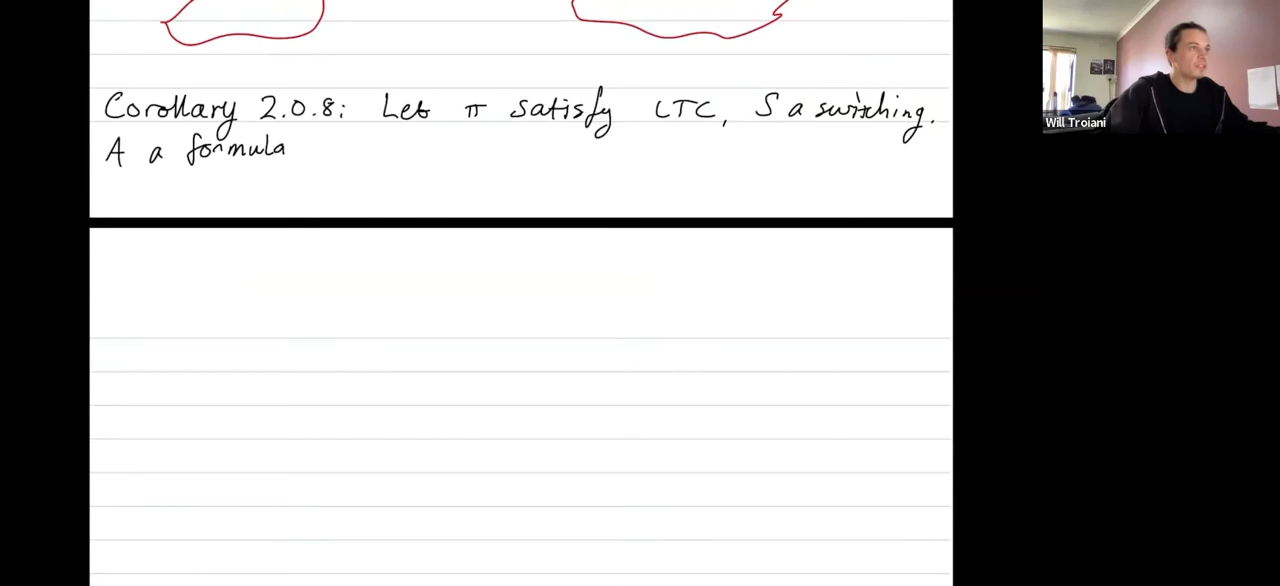 Corollary 2.0.8: Let π satisfy LTC, S a switching.
A a formula
Will Troiani